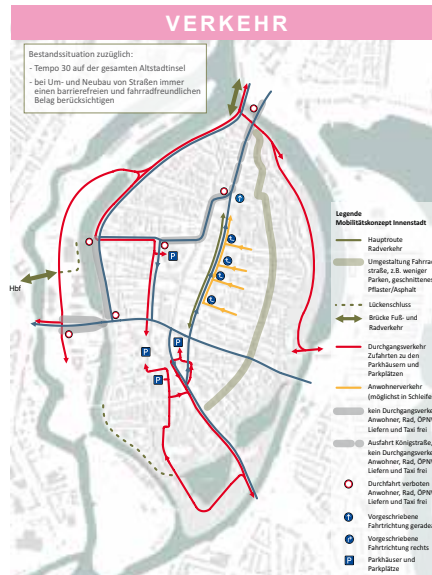 VERKEHR
Bestandssituation zuzüglich:
- Tempo 30 auf der gesamten Altstadtinsel
- bei Um- und Neubau von Straßen immer
einen barrierefreien und fahrradfreundlichen
Belag berücksichtigen
Hbf
P
P
P
P
Legende
Mobilitätskonzept Innenstadt
Hauptroute
Radverkehr
Umgestaltung Fahrrad
straße, z.B. weniger
Parken, geschnittenes
Pflaster/Asphalt
Lückenschluss
Brücke Fuß- und
Radverkehr
Durchgangsverkehr
Zufahrten zu den
Parkhäusern und
Parkplätzen
Anwohnerverkehr
(möglichst in Schleife
kein Durchgangsverke
Anwohner, Rad, ÖPNV
Liefern und Taxi frei
Ausfahrt Königstraße,
kein Durchgangsverke
Anwohner, Rad, ÖPNV
Liefern und Taxi frei
Durchfahrt verboten
Anwohner, Rad, ÖPNV
Liefern und Taxi frei
Vorgeschriebene
Fahrtrichtung gerade
Vorgeschriebene
Fahrtrichtung rechts
P Parkhäuser und
Parkplätze